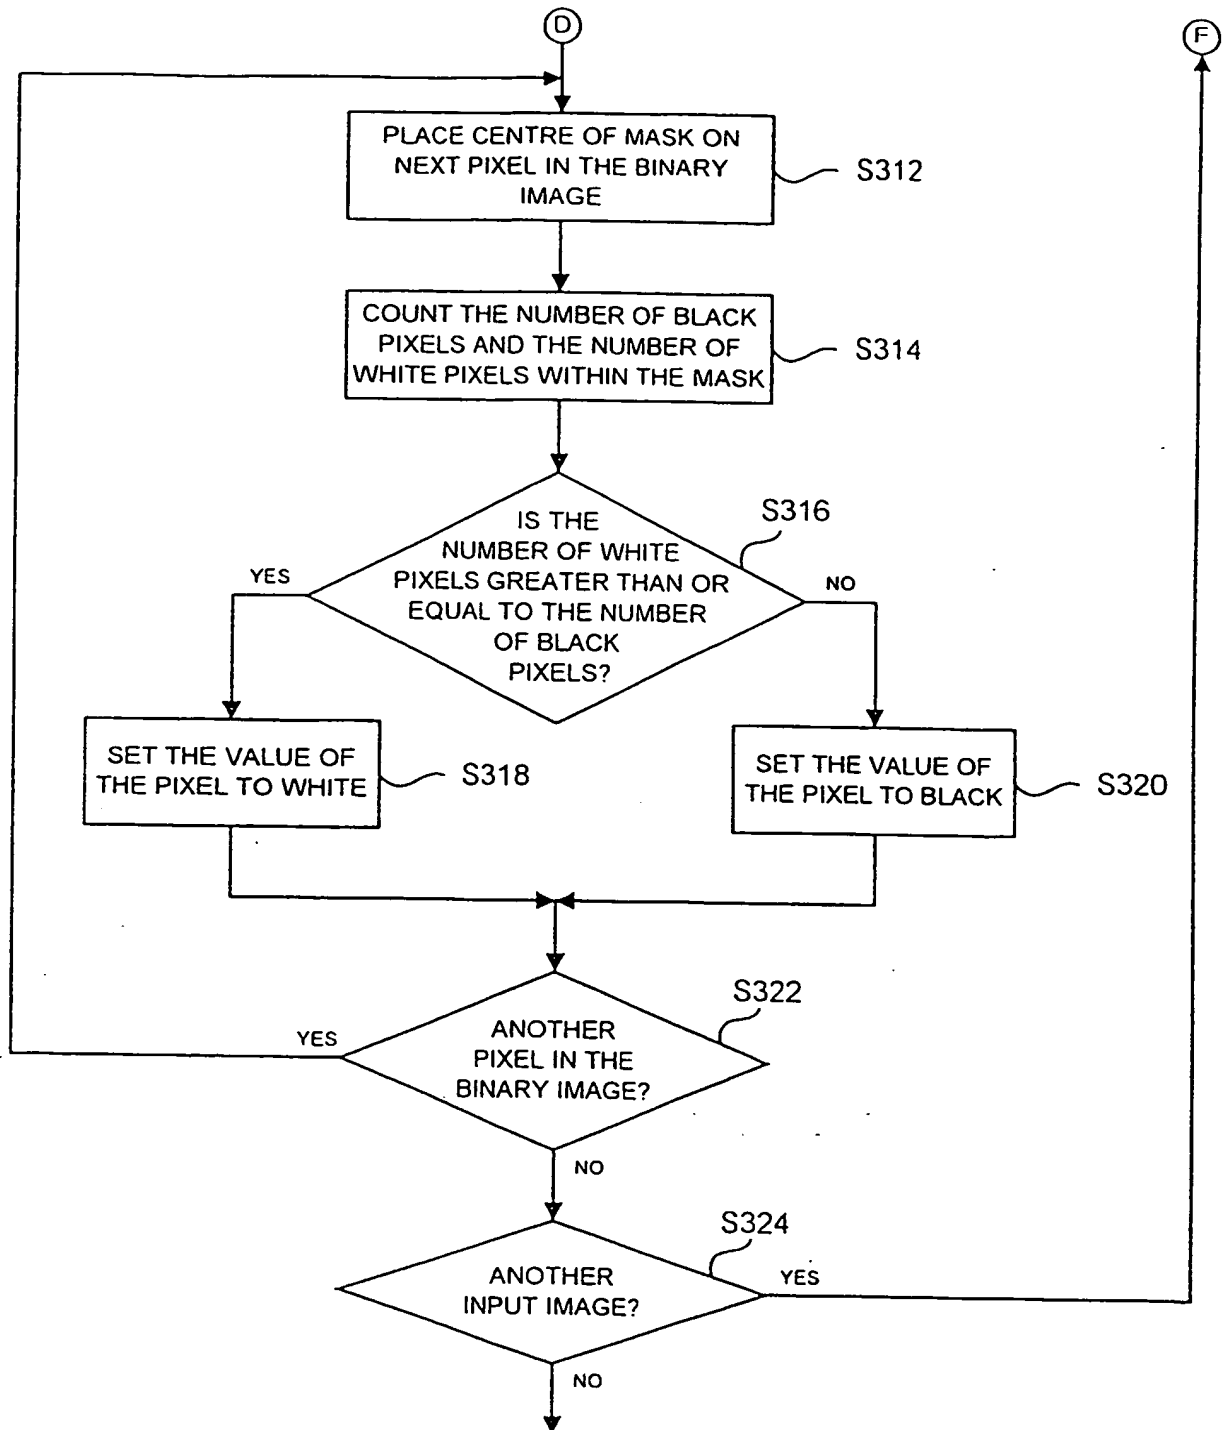 D
F
PLACE CENTRE OF MASK ON
NEXT PIXEL IN THE BINARY
IMAGE
S312
COUNT THE NUMBER OF BLACK
PIXELS AND THE NUMBER OF
WHITE PIXELS WITHIN THE MASK
S314
S316
IS THE
NUMBER OF WHITE
PIXELS GREATER THAN OR
EQUAL TO THE NUMBER
OF BLACK
PIXELS?
YES
NO
SET THE VALUE OF
THE PIXEL TO WHITE
S318
SET THE VALUE OF
THE PIXEL TO BLACK
S320
S322
ANOTHER
PIXEL IN THE
BINARY IMAGE?
YES
NO
S324
ANOTHER
INPUT IMAGE?
YES
NO